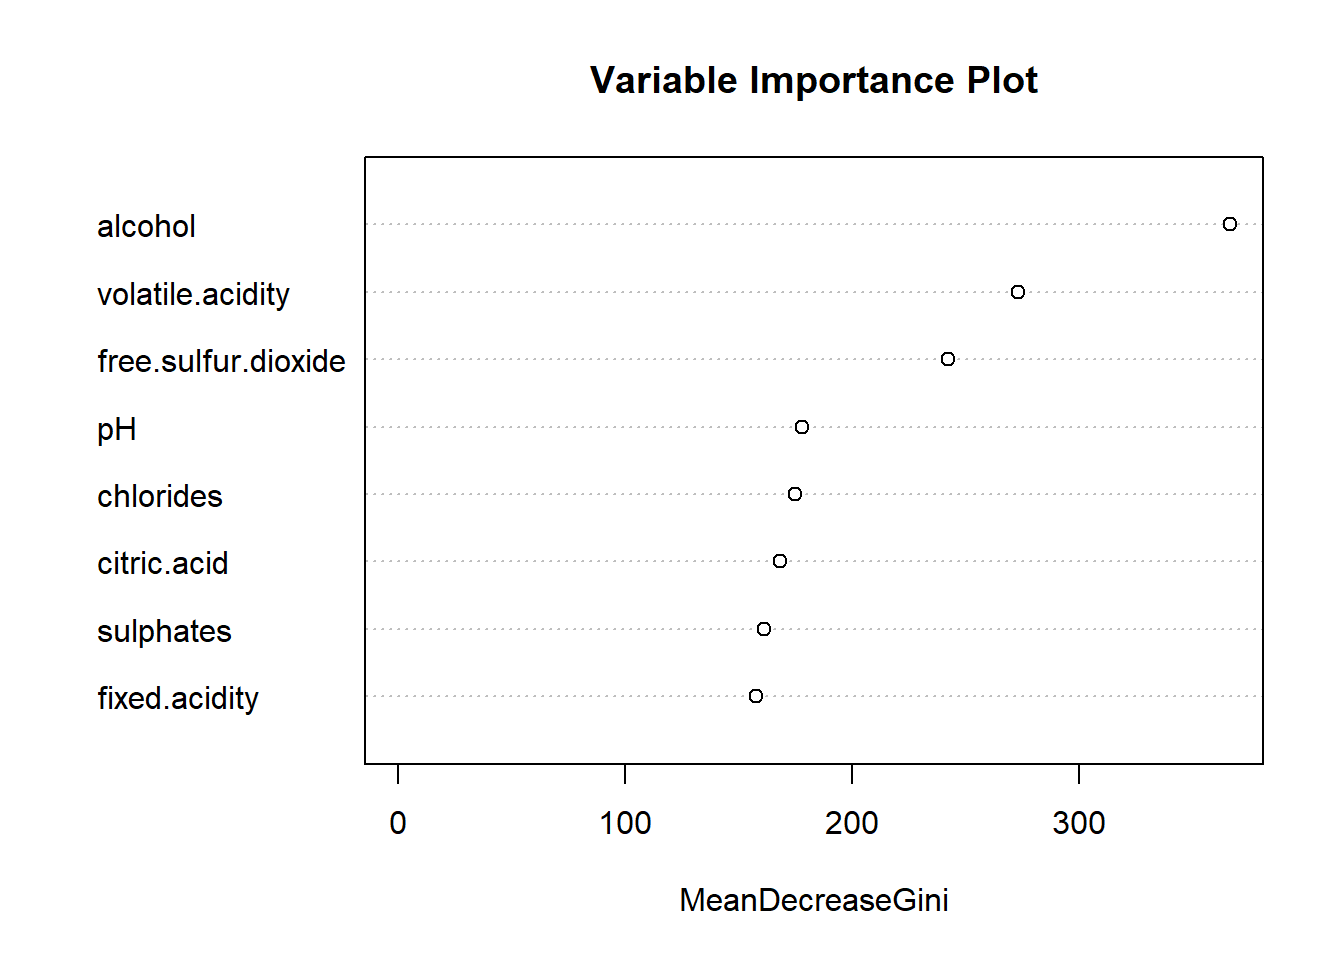 Variable Importance Plot
alcohol
volatile.acidity
free.sulfur.dioxide
pH
chlorides
citric.acid
sulphates
fixed.acidity
0 100 200 300
MeanDecreaseGini